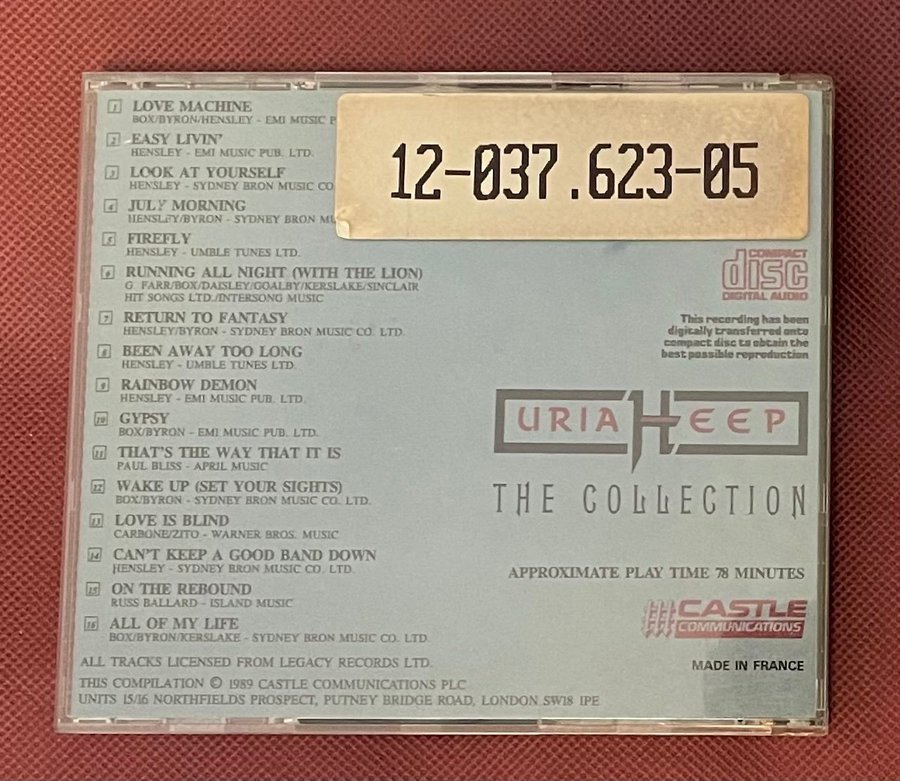 1 LOVE MACHINE
BOX/BYRON/HENSLEY - EMI MUSIC
2 EASY LIVIN'
HENSLEY - EMI MUSIC PUB. LTD.
3 LOOK AT YOURSELF
HENSLEY - SYDNEY BRON MUSIC CO.
4 JULY MORNING
HENSLEY/BYRON - SYDNEY BRON
5 FIREFLY
HENSLEY - UMBLE TUNES LTD.
6 RUNNING ALL NIGHT (WITH THE LION)
G. FARR/BOX/DAISLEY/GOALBY/KERSLAKE/SINCLAIR
HIT SONGS LTD./INTERSONG MUSIC
7 RETURN TO FANTASY
HENSLEY/BYRON - SYDNEY BRON MUSIC CO. LTD.
8 BEEN AWAY TOO LONG
HENSLEY - UMBLE TUNES LTD.
9 RAINBOW DEMON
HENSLEY - EMI MUSIC PUB. LTD.
10 GYPSY
BOX/BYRON - EMI MUSIC PUB. LTD.
11 THAT'S THE WAY THAT IT IS
PAUL BLISS - APRIL MUSIC
12 WAKE UP (SET YOUR SIGHTS)
BOX/BYRON - SYDNEY BRON MUSIC CO. LTD.
13 LOVE IS BLIND
CARBONE/ZITO - WARNER BROS. MUSIC
14 CAN'T KEEP A GOOD BAND DOWN
HENSLEY - SYDNEY BRON MUSIC CO. LTD.
15 ON THE REBOUND
RUSS BALLARD - ISLAND MUSIC
16 ALL OF MY LIFE
BOX/BYRON/KERSLAKE - SYDNEY BRON MUSIC CO. LTD.
ALL TRACKS LICENSED FROM LEGACY RECORDS LTD.
THIS COMPILATION © 1989 CASTLE COMMUNICATIONS PLC
UNITS 15/16 NORTHFIELDS PROSPECT, PUTNEY BRIDGE ROAD, LONDON SW18 1PE
12-037.623-05
COMPACT
disc
DIGITAL AUDIO
This recording has been
digitally transferred onto
compact disc to obtain the
best possible reproduction
URIAH HEEP
THE COLLECTION
APPROXIMATE PLAY TIME 78 MINUTES
CASTLE
COMMUNICATIONS
MADE IN FRANCE